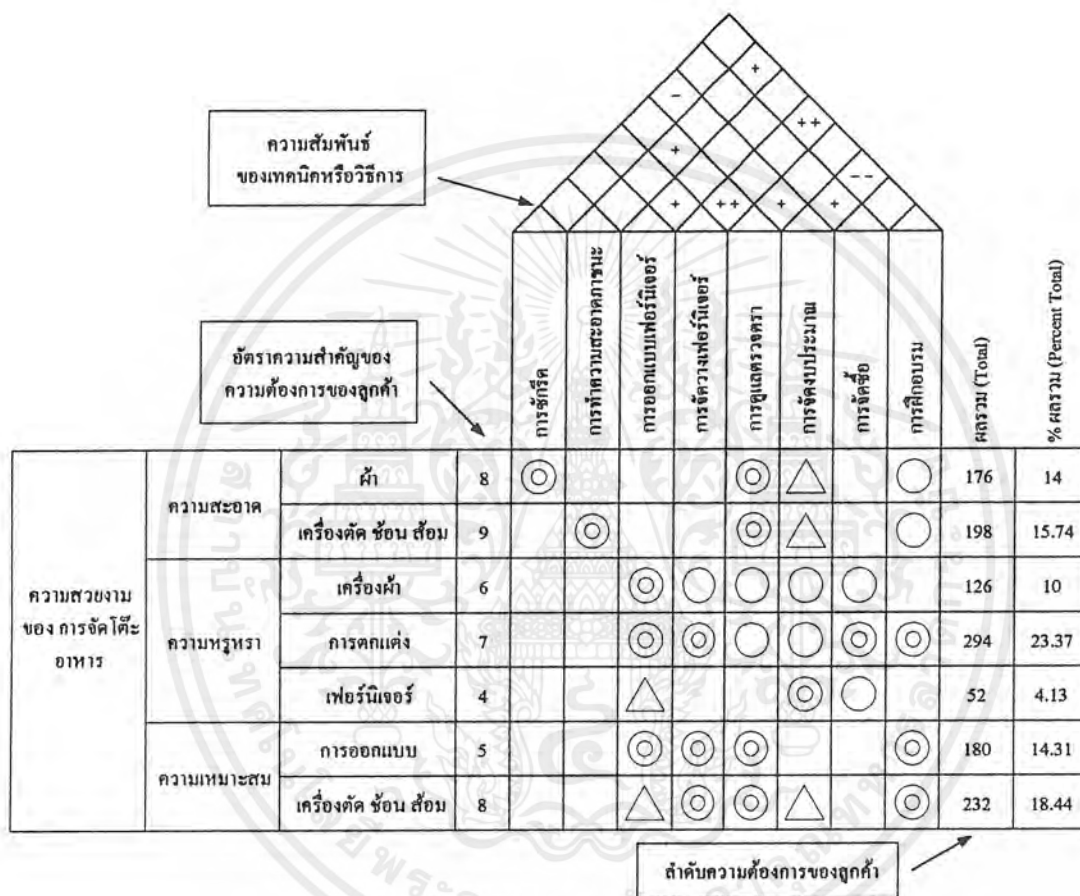 +
-
++
+
--
+
++
+
+
ความสัมพันธ์
ของเทคนิคหรือวิธีการ
อัตราความสำคัญของ
ความต้องการของลูกค้า
การซักรีด
การทำความสะอาดภาชนะ
การออกแบบเฟอร์นิเจอร์
การจัดวางเฟอร์นิเจอร์
การดูแลตรวจตรา
การจัดงบประมาณ
การจัดซื้อ
การฝึกอบรม
ผลรวม (Total)
% ผลรวม (Percent Total)
ความสวยงาม
ของ การจัดโต๊ะ
อาหาร
ความสะอาด
ผ้า 8 176 14
เครื่องตัด ช้อน ส้อม 9 198 15.74
ความหรูหรา
เครื่องผ้า 6 126 10
การตกแต่ง 7 294 23.37
เฟอร์นิเจอร์ 4 52 4.13
ความเหมาะสม
การออกแบบ 5 180 14.31
เครื่องตัด ช้อน ส้อม 8 232 18.44
ลำดับความต้องการของลูกค้า